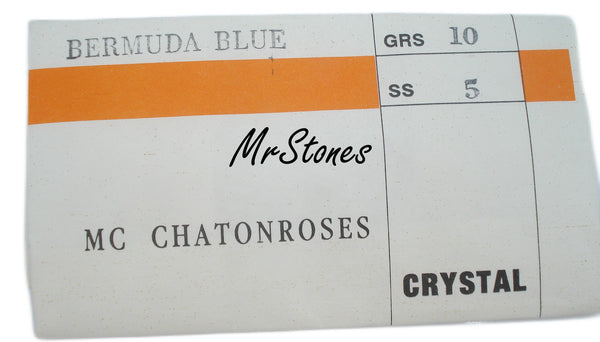 BERMUDA BLUE
GRS 10
SS 5
MrStones
MC CHATONROSES
CRYSTAL